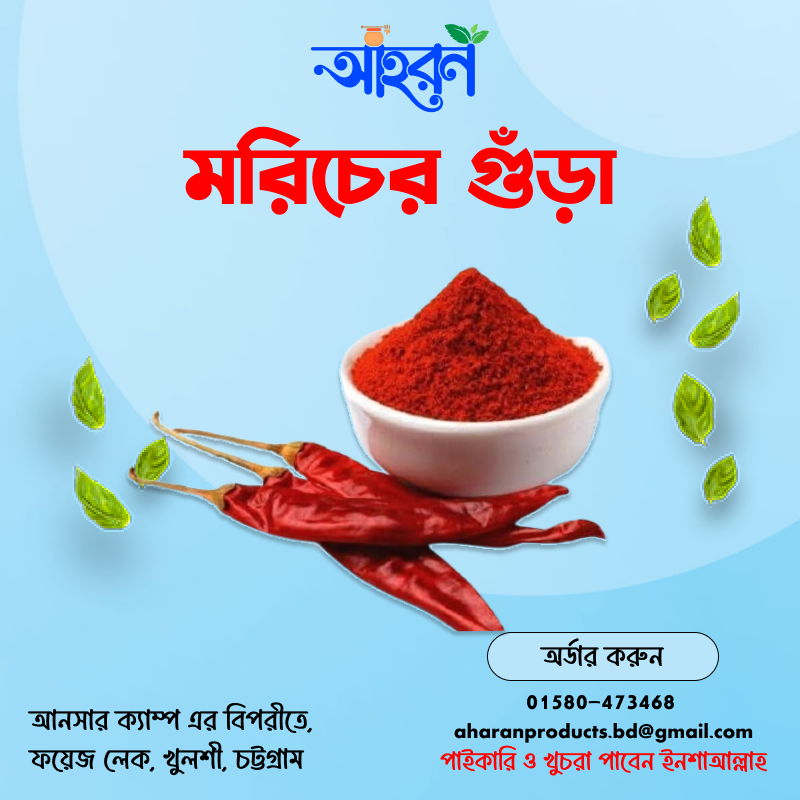 আহরণ
মরিচের গুঁড়া
অর্ডার করুন
01580-473468
aharanproducts.bd@gmail.com
পাইকারি ও খুচরা পাবেন ইনশাআল্লাহ
আনসার ক্যাম্প এর বিপরীতে,
ফয়েজ লেক, খুলশী, চট্টগ্রাম